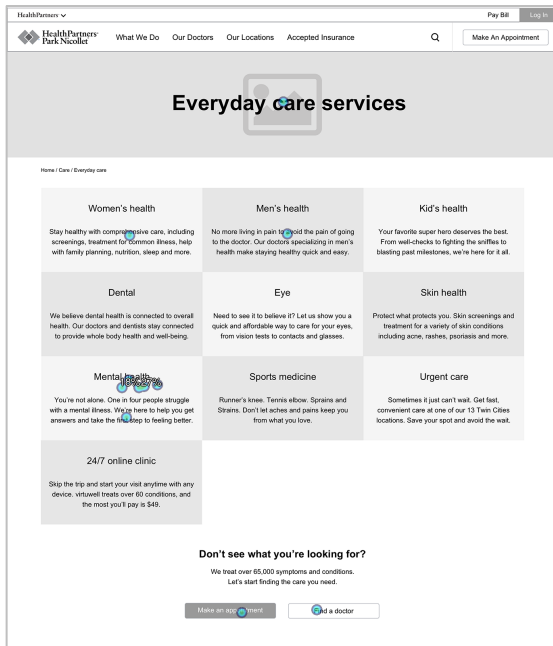 HealthPartners
Pay Bill
Log In
HealthPartners
Park Nicollet
What We Do
Our Doctors
Our Locations
Accepted Insurance
Make An Appointment
Everyday care services
Home / Care / Everyday care
Women's health
Stay healthy with comprehensive care, including
screenings, treatment for common illness, help
with family planning, nutrition, sleep and more.
Men's health
No more living in pain to avoid the pain of going
to the doctor. Our doctors specializing in men's
health make staying healthy quick and easy.
Kid's health
Your favorite super hero deserves the best.
From well-checks to fighting the sniffles to
blasting past milestones, we're here for it all.
Dental
We believe dental health is connected to overall
health. Our doctors and dentists stay connected
to provide whole body health and well-being.
Eye
Need to see it to believe it? Let us show you a
quick and affordable way to care for your eyes,
from vision tests to contacts and glasses.
Skin health
Protect what protects you. Skin screenings and
treatment for a variety of skin conditions
including acne, rashes, psoriasis and more.
Mental health
18% 27%
You're not alone. One in four people struggle
with a mental illness. We're here to help you get
answers and take the first step to feeling better.
Sports medicine
Runner's knee. Tennis elbow. Sprains and
Strains. Don't let aches and pains keep you
from what you love.
Urgent care
Sometimes it just can't wait. Get fast,
convenient care at one of our 13 Twin Cities
locations. Save your spot and avoid the wait.
24/7 online clinic
Skip the trip and start your visit anytime with any
device. virtuwell treats over 60 conditions, and
the most you'll pay is $49.
Don't see what you're looking for?
We treat over 65,000 symptoms and conditions.
Let's start finding the care you need.
Make an appointment
Find a doctor